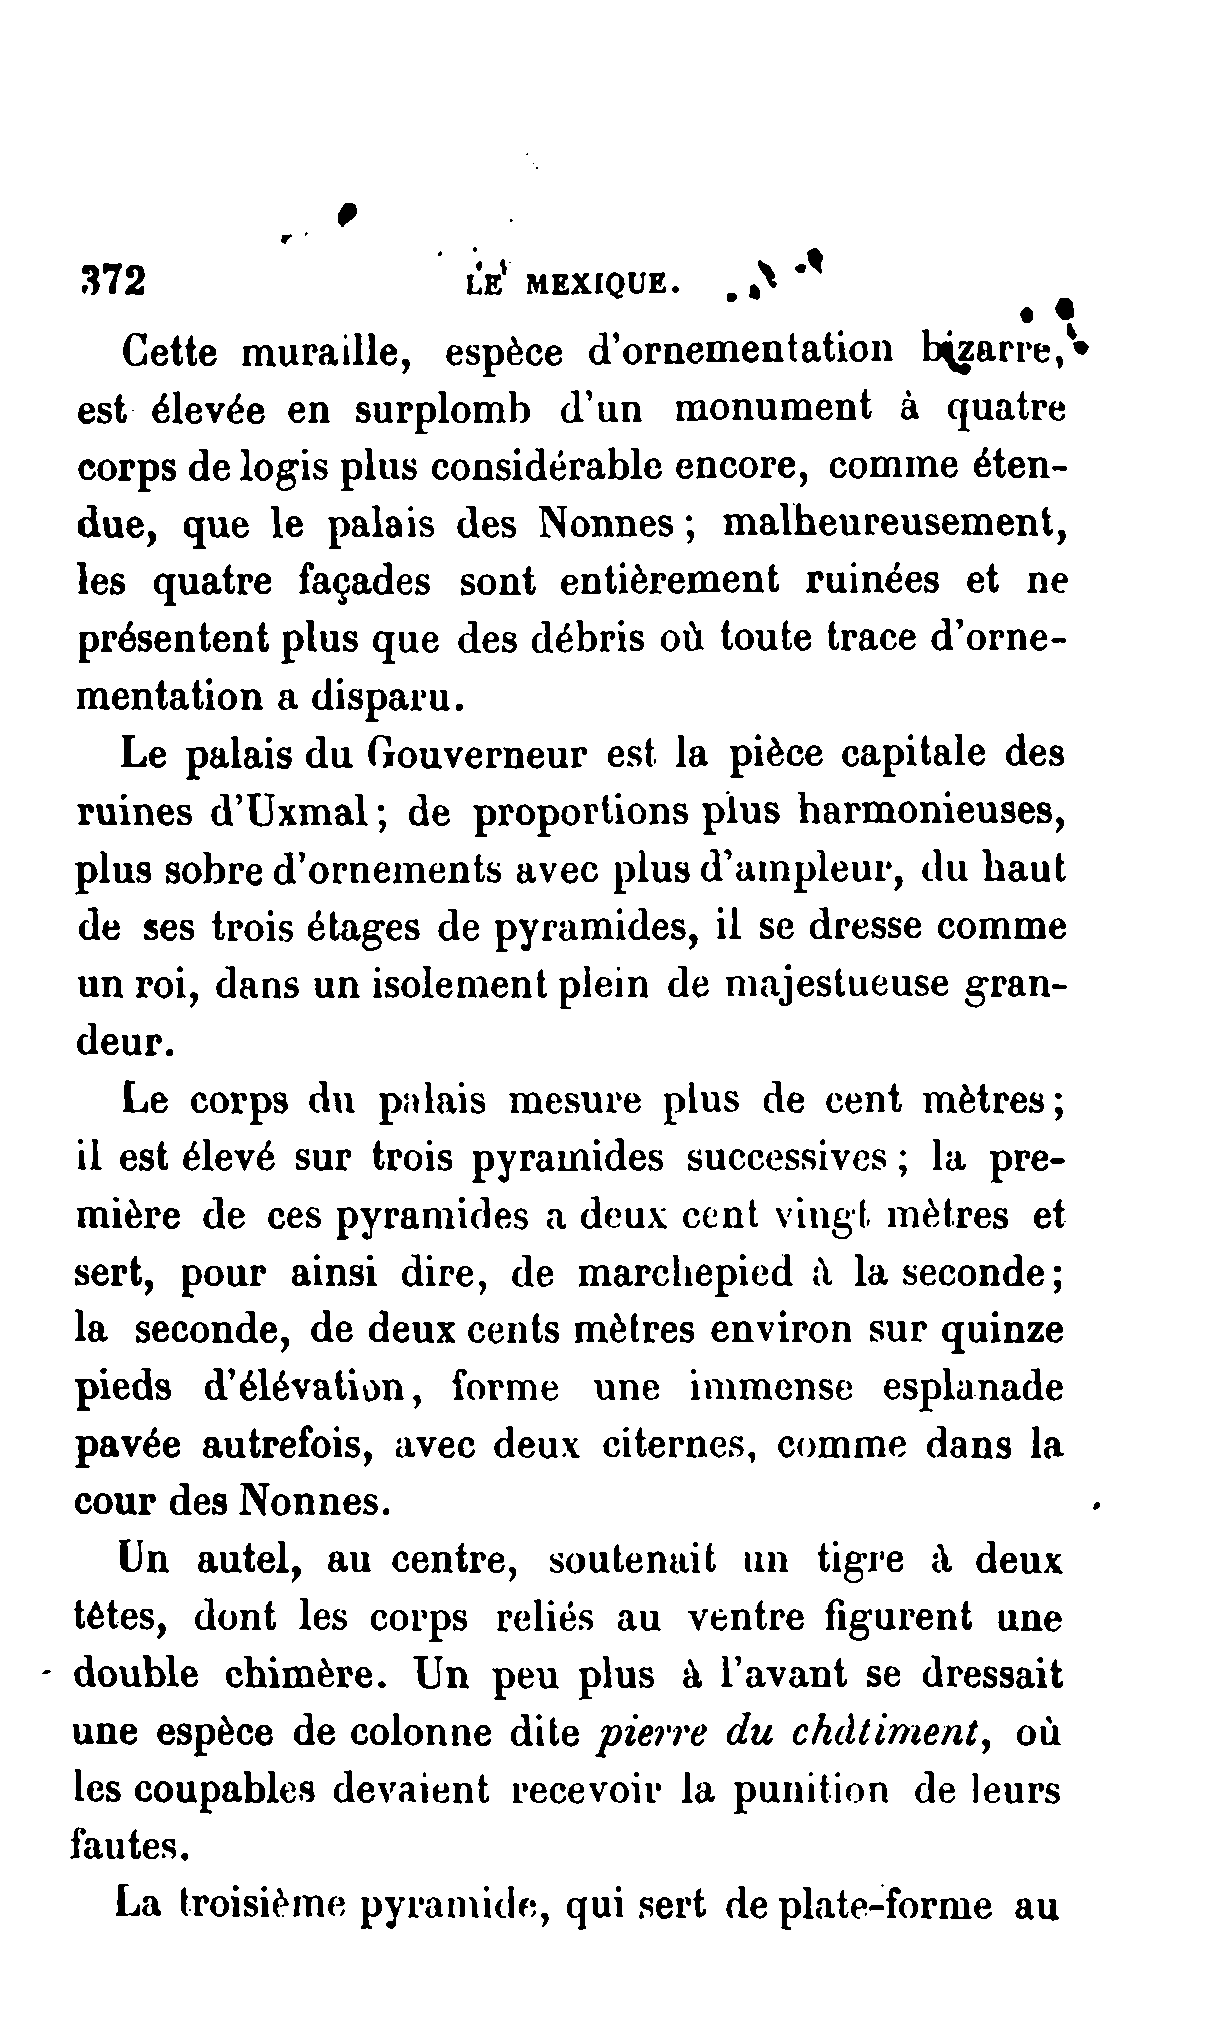 372 LE MEXIQUE.
Cette muraille, espèce d'ornementation bizarre,
est élevée en surplomb d'un monument à quatre
corps de logis plus considérable encore, comme éten-
due, que le palais des Nonnes ; malheureusement,
les quatre façades sont entièrement ruinées et ne
présentent plus que des débris où toute trace d'orne-
mentation a disparu.
Le palais du Gouverneur est la pièce capitale des
ruines d'Uxmal ; de proportions plus harmonieuses,
plus sobre d'ornements avec plus d'ampleur, du haut
de ses trois étages de pyramides, il se dresse comme
un roi, dans un isolement plein de majestueuse gran-
deur.
Le corps du palais mesure plus de cent mètres ;
il est élevé sur trois pyramides successives ; la pre-
mière de ces pyramides a deux cent vingt mètres et
sert, pour ainsi dire, de marchepied à la seconde ;
la seconde, de deux cents mètres environ sur quinze
pieds d'élévation, forme une immense esplanade
pavée autrefois, avec deux citernes, comme dans la
cour des Nonnes.
Un autel, au centre, soutenait un tigre à deux
têtes, dont les corps reliés au ventre figurent une
double chimère. Un peu plus à l'avant se dressait
une espèce de colonne dite pierre du châtiment, où
les coupables devaient recevoir la punition de leurs
fautes.
La troisième pyramide, qui sert de plate-forme au